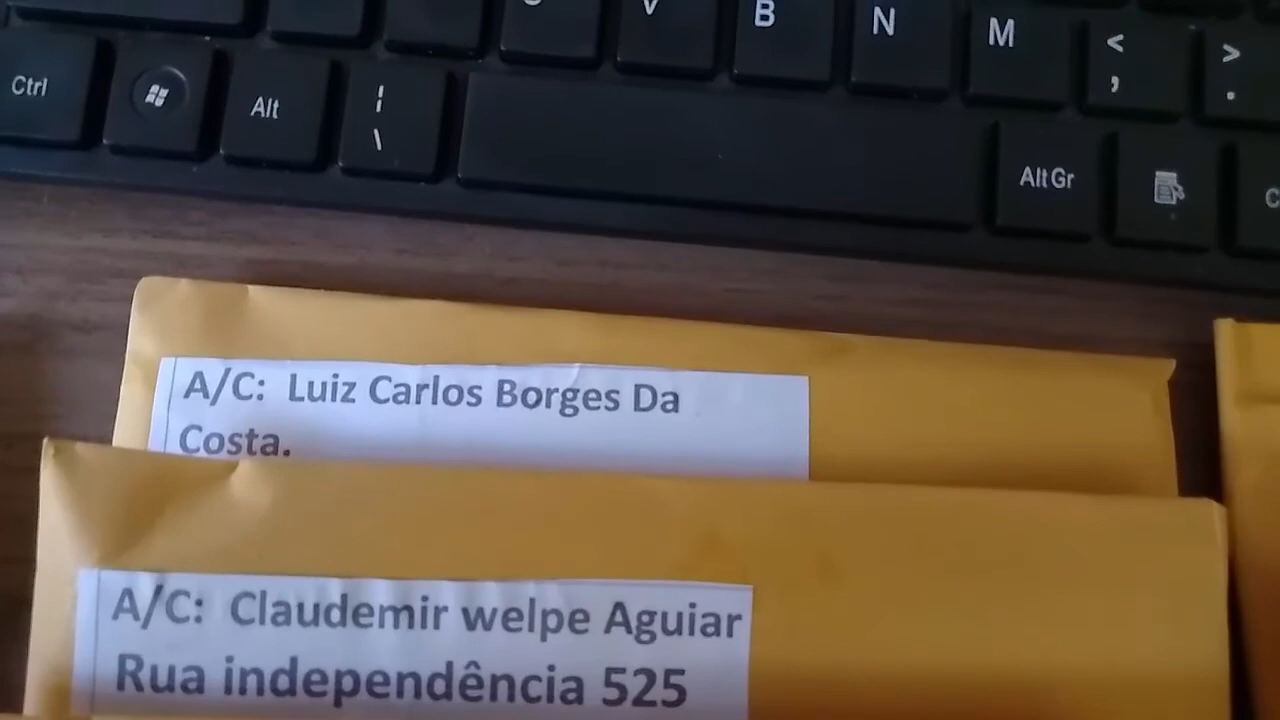 V B N M < >
, .
Ctrl Alt ¦
\
Alt Gr
A/C: Luiz Carlos Borges Da
Costa.
A/C: Claudemir welpe Aguiar
Rua independência 525